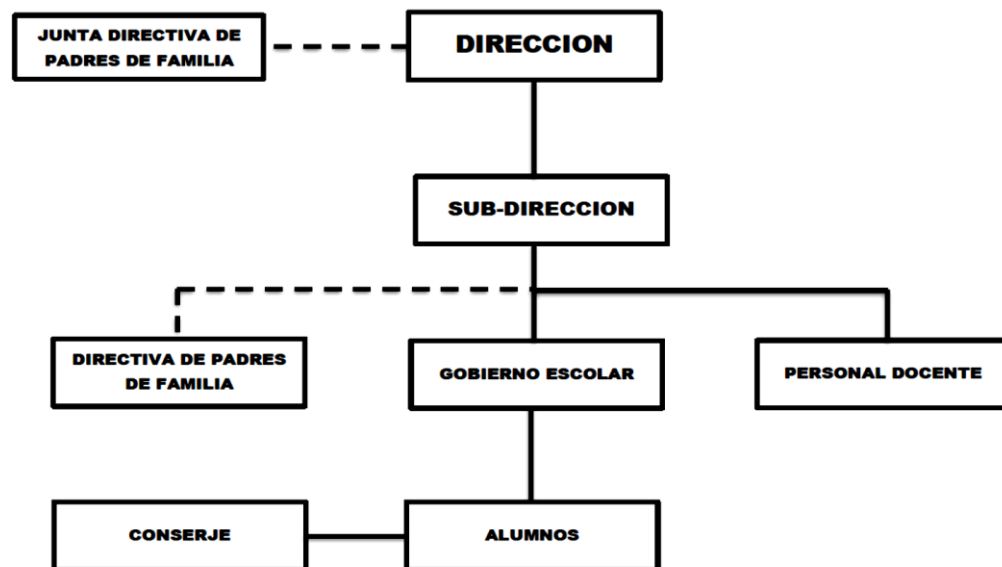 JUNTA DIRECTIVA DE
PADRES DE FAMILIA
DIRECCION
SUB-DIRECCION
DIRECTIVA DE PADRES
DE FAMILIA
GOBIERNO ESCOLAR
PERSONAL DOCENTE
CONSERJE
ALUMNOS